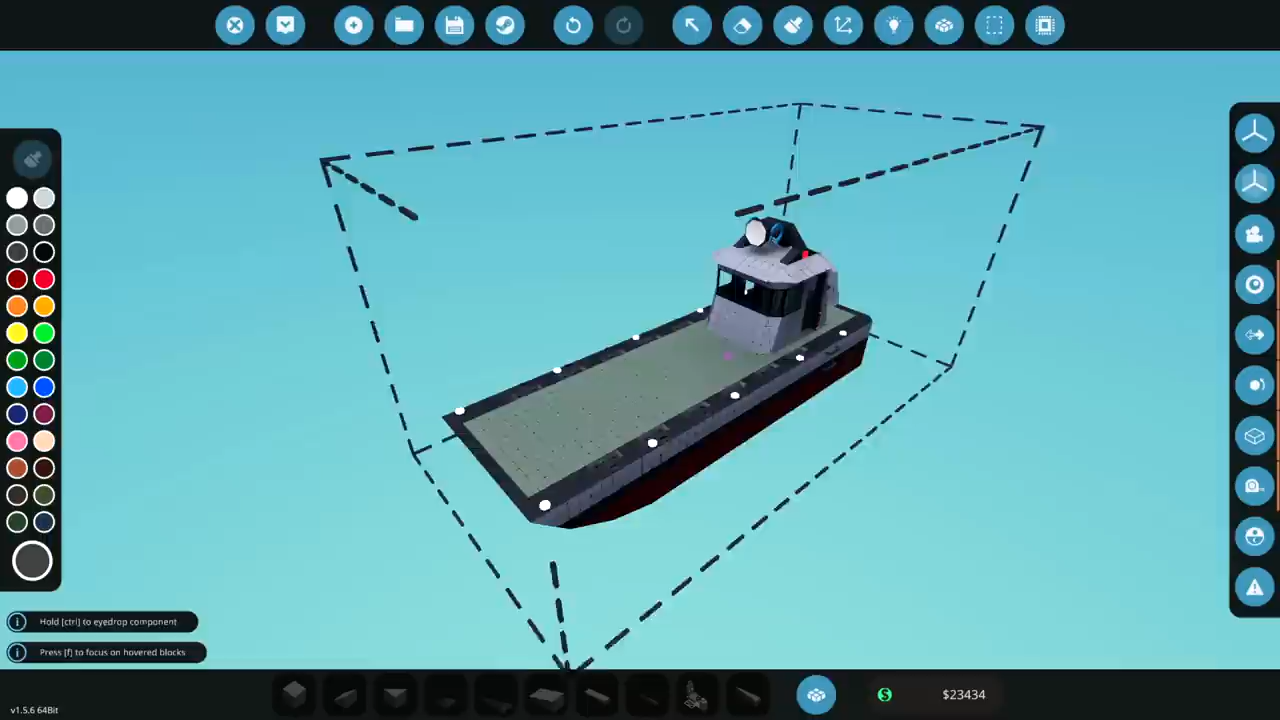 Hold [ctrl] to eyedrop component
Press [f] to focus on hovered blocks
v1.5.6 64Bit
$23434